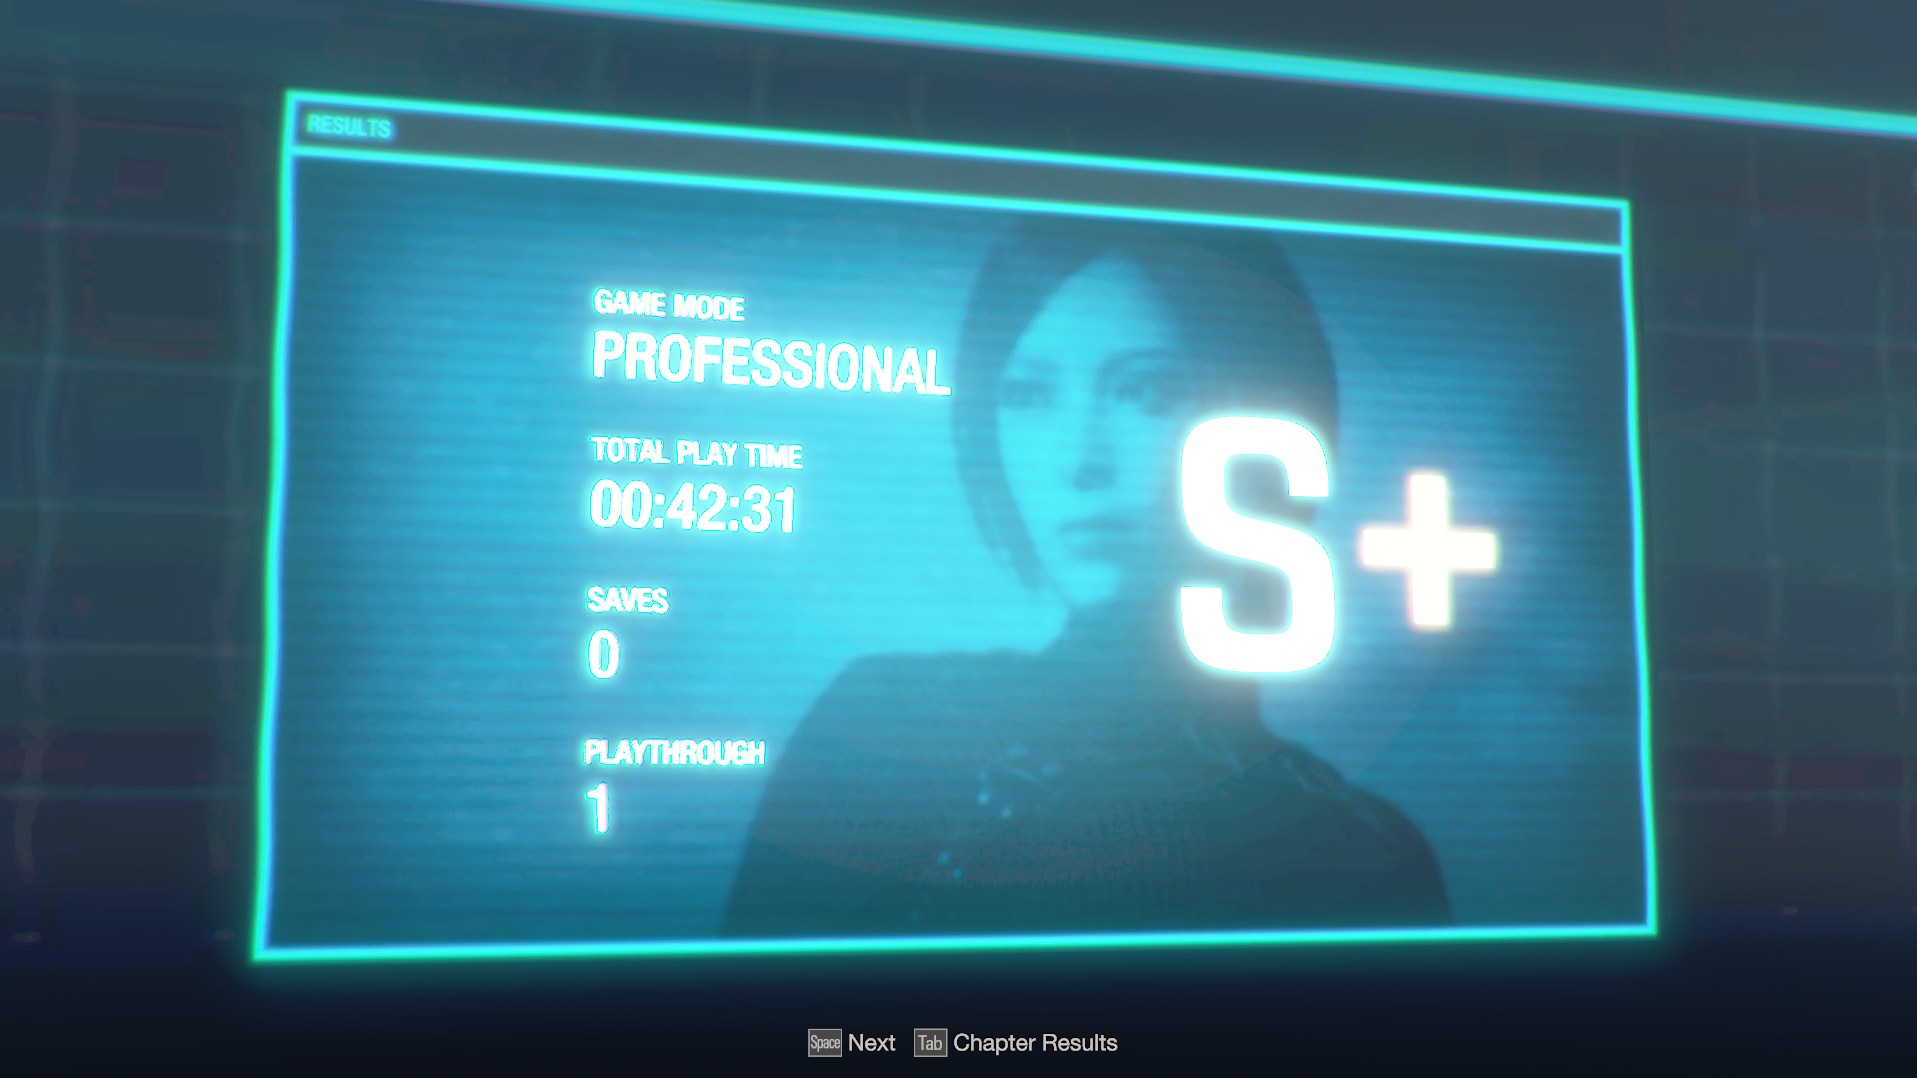 RESULTS
GAME MODE
PROFESSIONAL
TOTAL PLAY TIME
00:42:31
SAVES
0
PLAYTHROUGH
1
S+
Space Next Tab Chapter Results